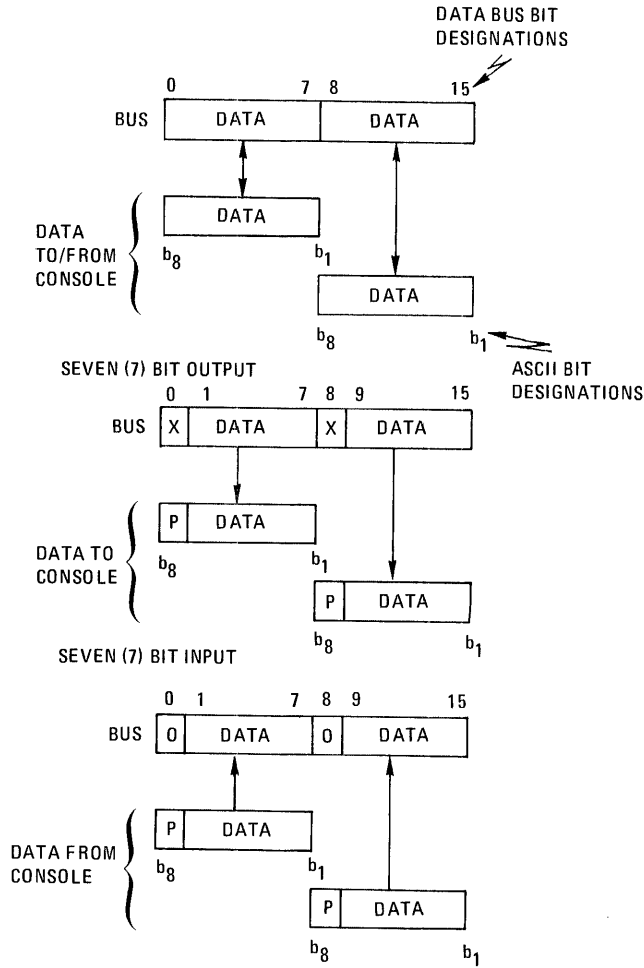 DATA BUS BIT
DESIGNATIONS
0 7 8 15
BUS DATA DATA
DATA
TO/FROM
CONSOLE
DATA
b8 b1
DATA
b8 b1
ASCII BIT
DESIGNATIONS
SEVEN (7) BIT OUTPUT
0 1 7 8 9 15
BUS X DATA X DATA
DATA TO
CONSOLE
P DATA
b8 b1
P DATA
b8 b1
SEVEN (7) BIT INPUT
0 1 7 8 9 15
BUS O DATA O DATA
DATA FROM
CONSOLE
P DATA
b8 b1
P DATA
b8 b1